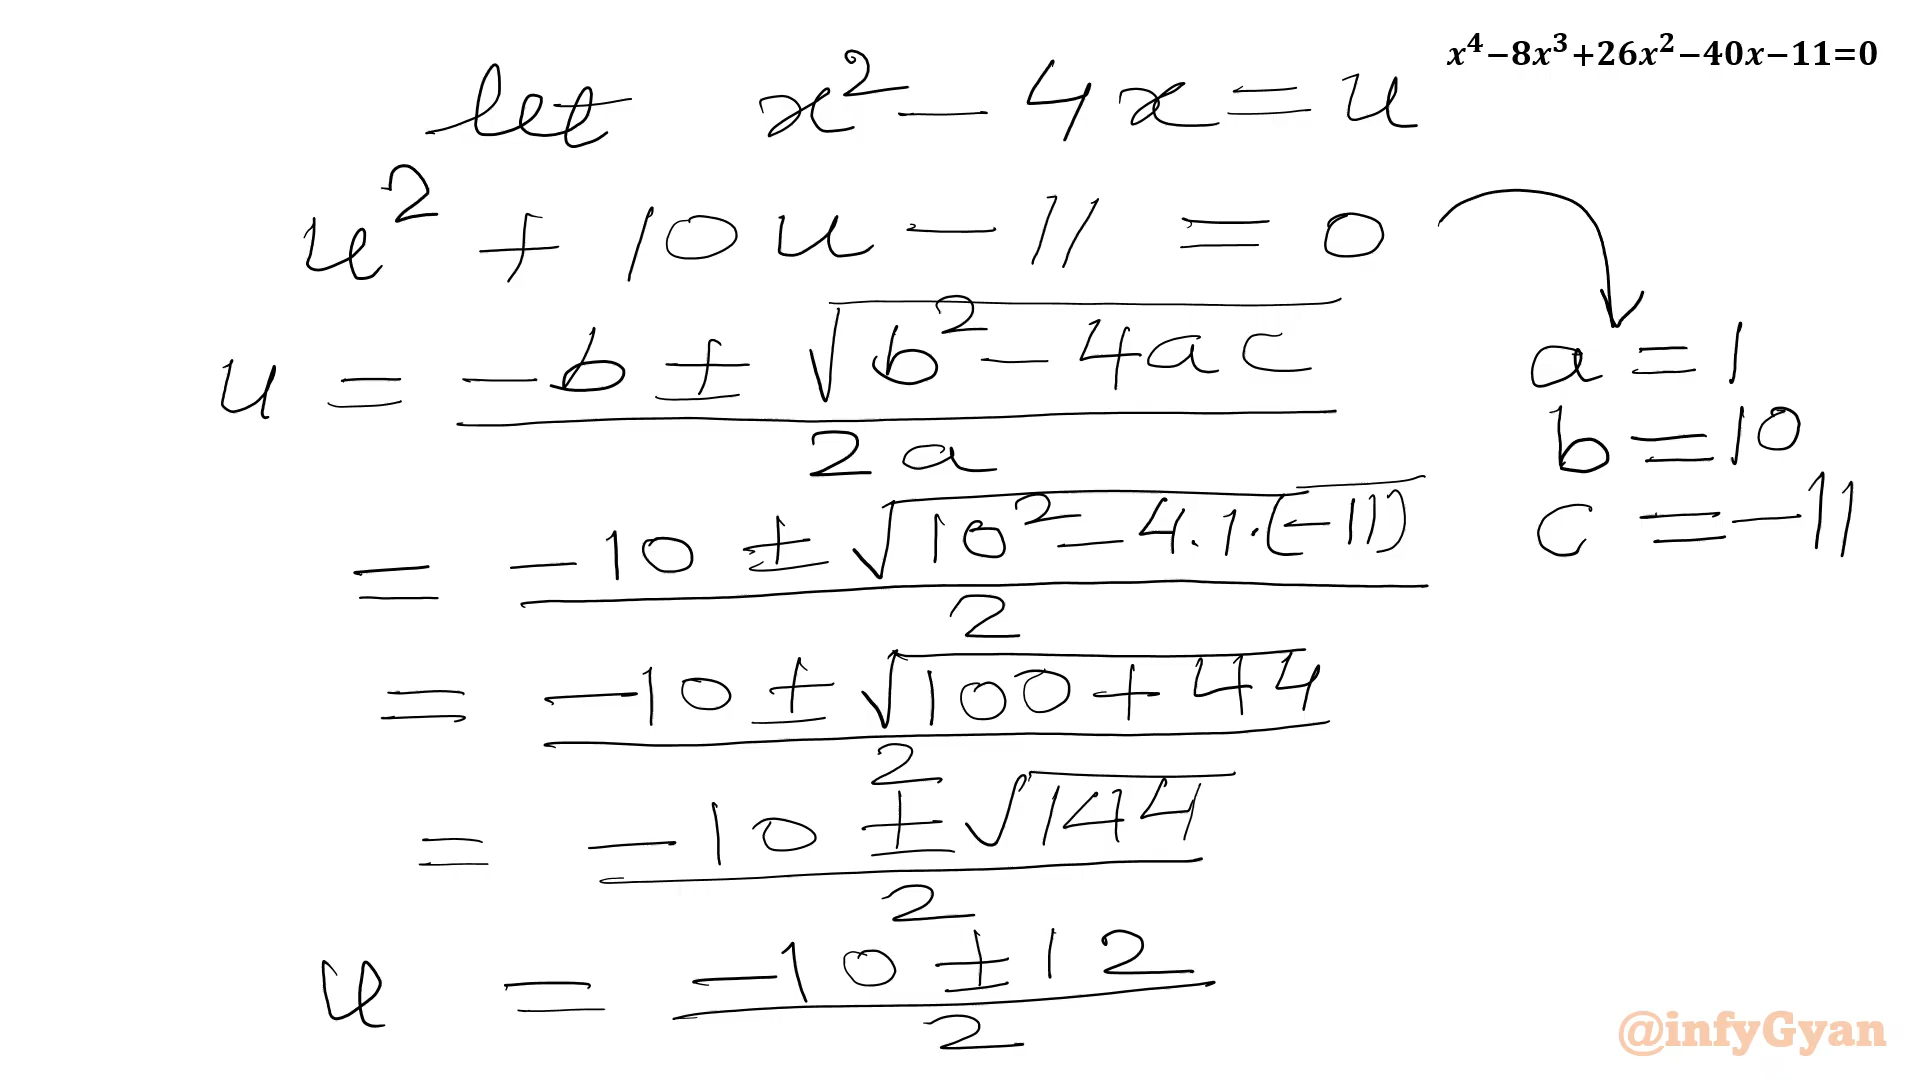 x⁴−8x³+26x²−40x−11=0
let x² − 4x = u
u² + 10u − 11 = 0
u = (−b ± √(b² − 4ac)) / 2a
a = 1
b = 10
c = −11
= (−10 ± √(10² − 4.1.(−11))) / 2
= (−10 ± √(100 + 44)) / 2
= (−10 ± √144) / 2
u = (−10 ± 12) / 2
@infyGyan